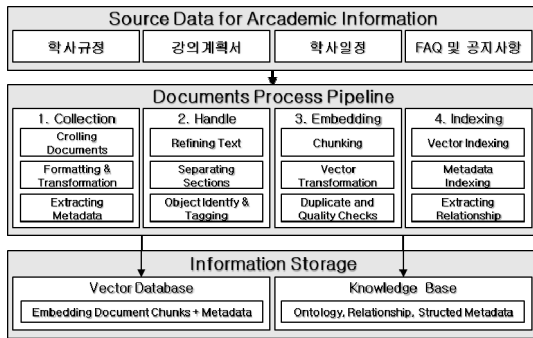 Source Data for Arcademic Information
학사규정
강의계획서
학사일정
FAQ 및 공지사항
Documents Process Pipeline
1. Collection
Crolling
Documents
Formatting &
Transformation
Extracting
Metadata
2. Handle
Refining Text
Separating
Sections
Object Identfy &
Tagging
3. Embedding
Chunking
Vector
Transformation
Duplicate and
Quality Checks
4. Indexing
Vector Indexing
Metadata
Indexing
Extracting
Relationship
Information Storage
Vector Database
Embedding Document Chunks + Metadata
Knowledge Base
Ontology, Relationship, Structed Metadata